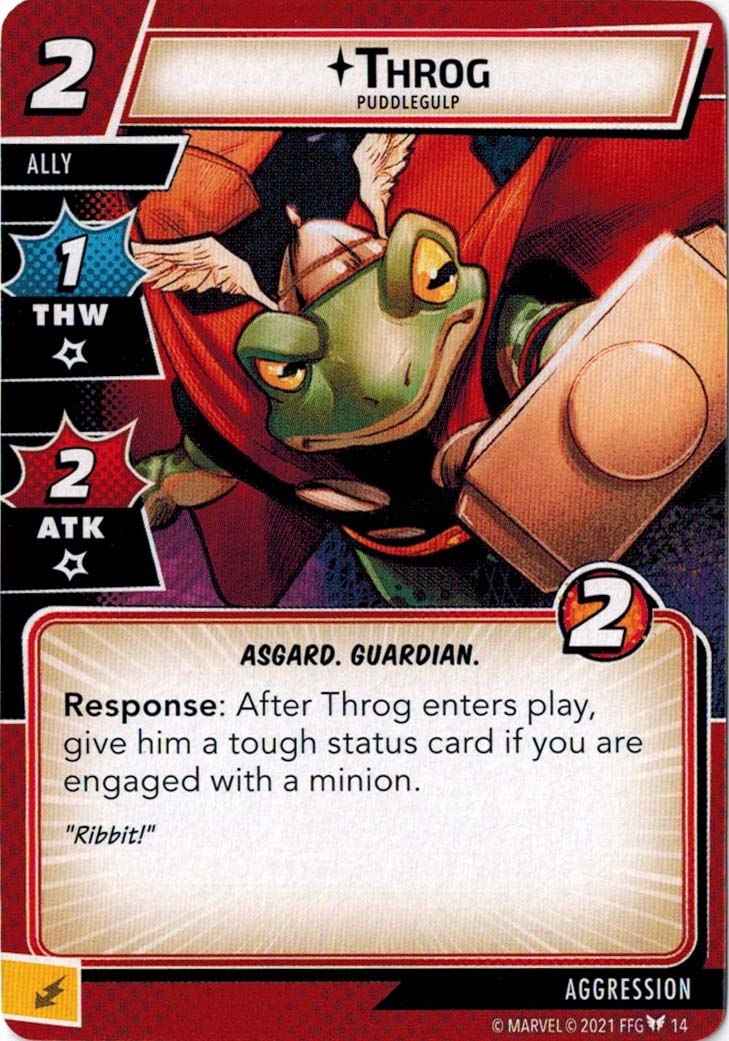 2
THROG
PUDDLEGULP
ALLY
1
THW
2
ATK
2
ASGARD. GUARDIAN.
Response: After Throg enters play,
give him a tough status card if you are
engaged with a minion.
"Ribbit!"
AGGRESSION
© MARVEL © 2021 FFG 14